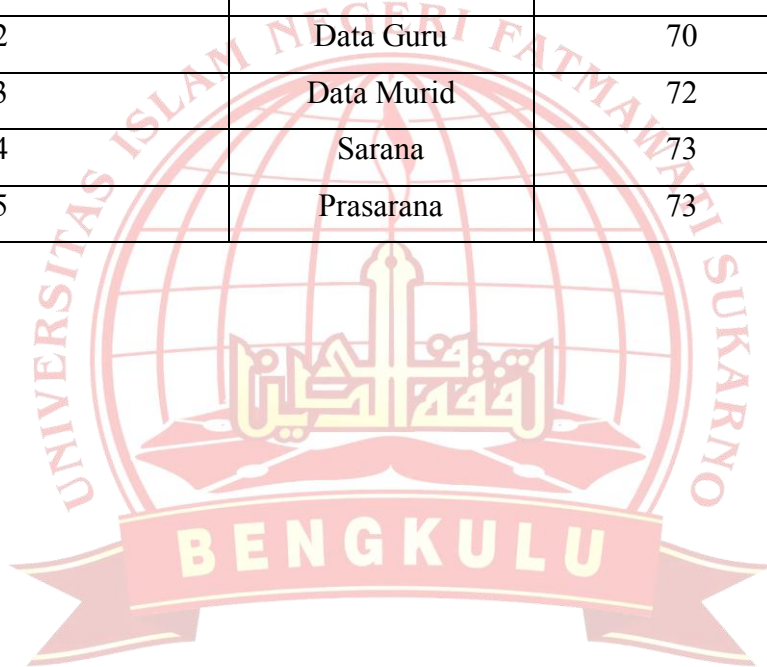 2 Data Guru 70
3 Data Murid 72
4 Sarana 73
5 Prasarana 73
UNIVERSITAS ISLAM NEGERI FATMAWATI SUKARNO
BENGKULU